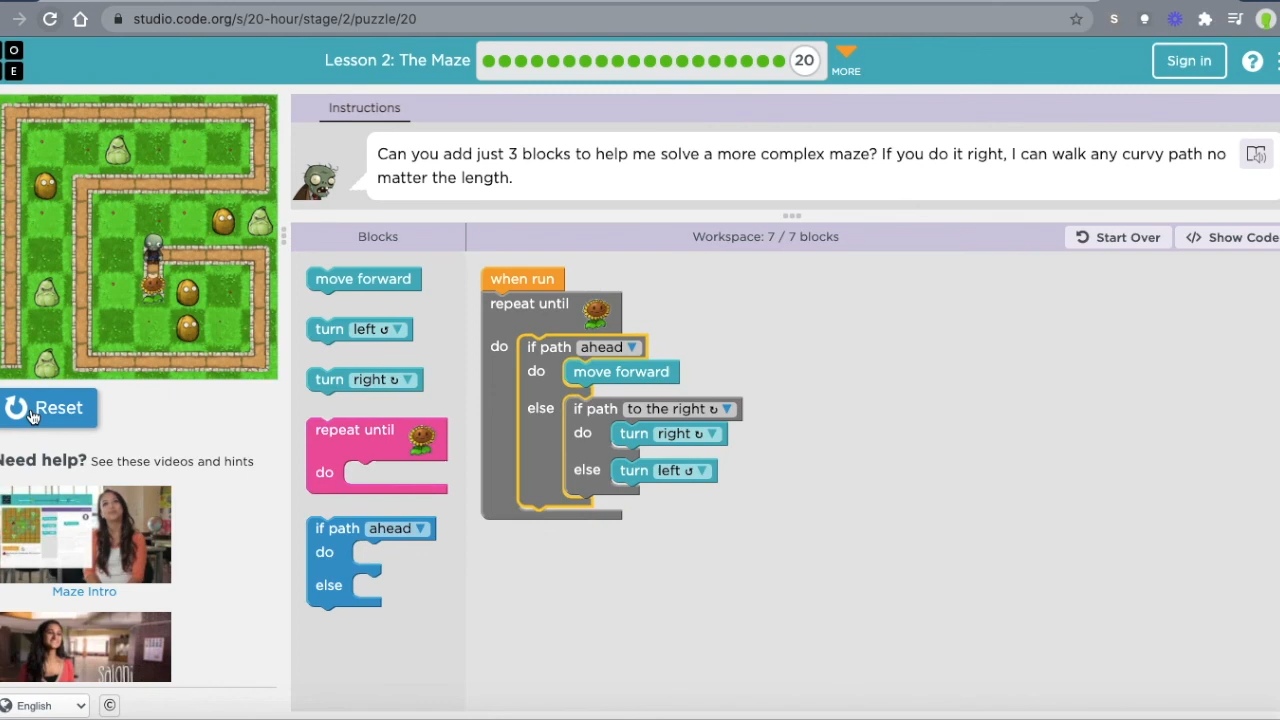 studio.code.org/s/20-hour/stage/2/puzzle/20
S
O
E
Lesson 2: The Maze
20
MORE
Sign in
?
Instructions
Can you add just 3 blocks to help me solve a more complex maze? If you do it right, I can walk any curvy path no
matter the length.
Blocks
Workspace: 7 / 7 blocks
Start Over
</> Show Code
move forward
turn left ↺ ▼
turn right ↻ ▼
repeat until
do
if path ahead ▼
do
else
when run
repeat until
do
if path ahead ▼
do
move forward
else
if path to the right ↻ ▼
do
turn right ↻ ▼
else
turn left ↺ ▼
Reset
Need help? See these videos and hints
Maze Intro
saloni
English
©